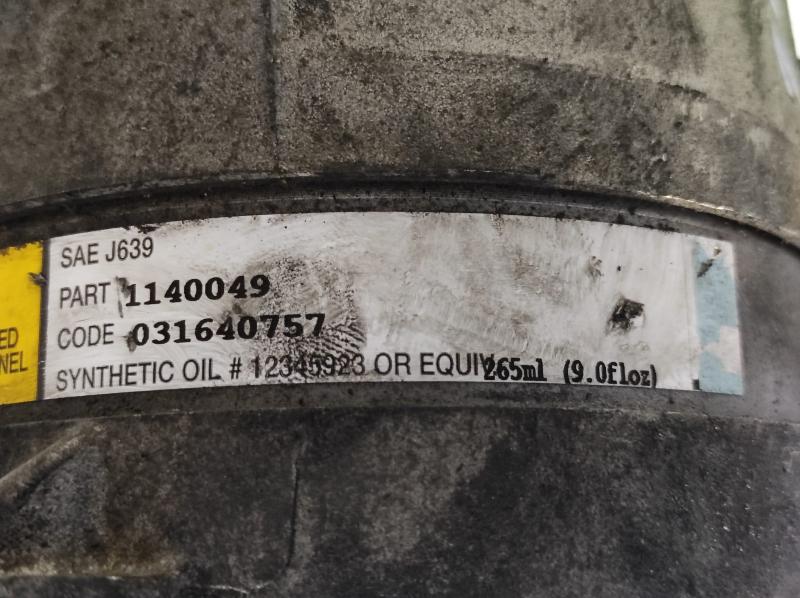 SAE J639
PART 1140049
CODE 031640757
SYNTHETIC OIL # 12345923 OR EQUIV 265ml (9.0floz)
ED
NEL